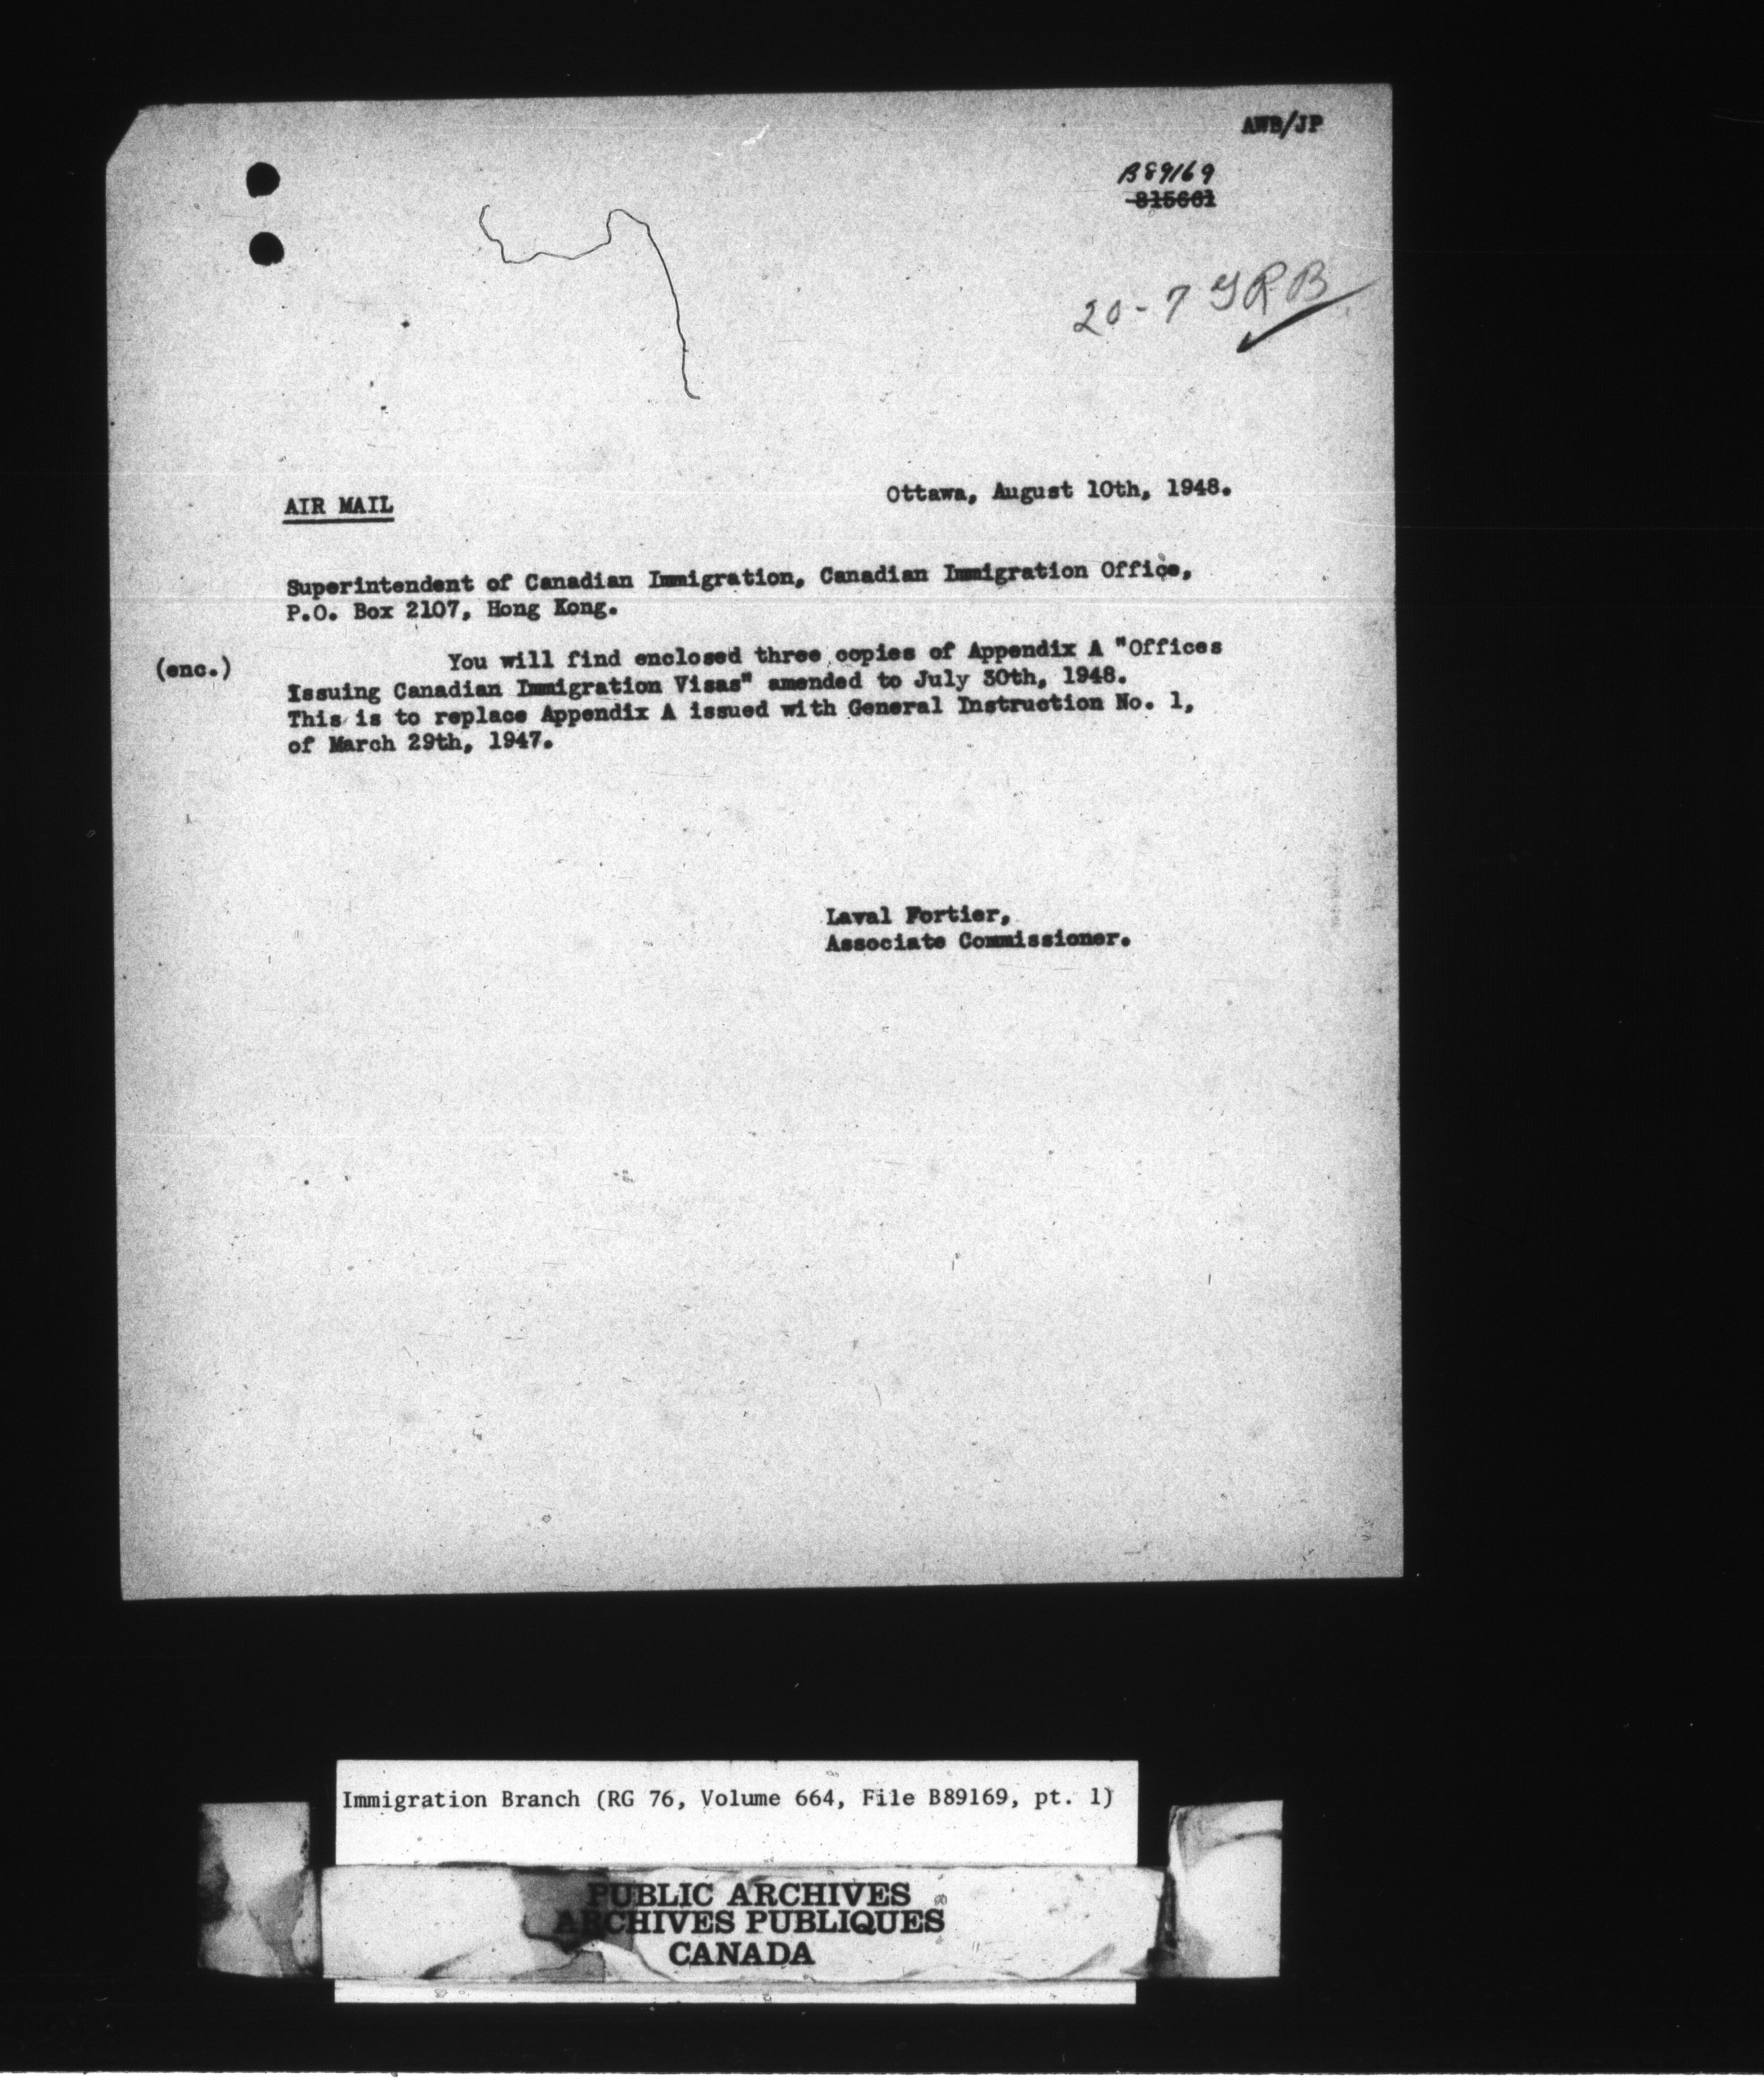 AWB/JP
B89169
815661
20-7 GRB
Ottawa, August 10th, 1948.
AIR MAIL
Superintendent of Canadian Immigration, Canadian Immigration Office,
P.O. Box 2107, Hong Kong.
(enc.) You will find enclosed three copies of Appendix A "Offices
Issuing Canadian Immigration Visas" amended to July 30th, 1948.
This is to replace Appendix A issued with General Instruction No. 1,
of March 29th, 1947.
Laval Fortier,
Associate Commissioner.
Immigration Branch (RG 76, Volume 664, File B89169, pt. 1)
PUBLIC ARCHIVES
ARCHIVES PUBLIQUES
CANADA